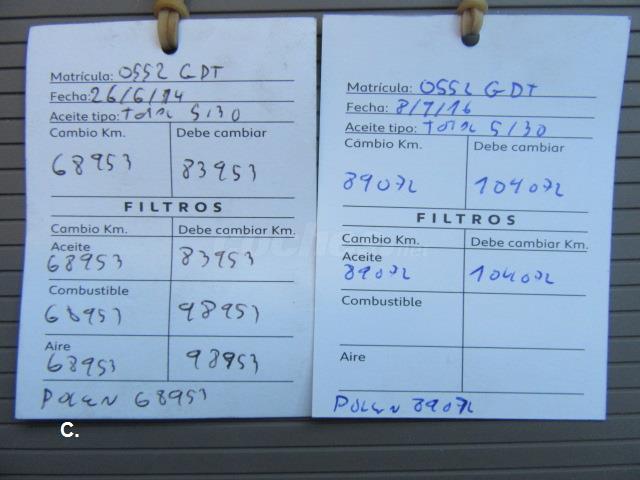 Matrícula: 0552 GDT
Fecha: 26/6/14
Aceite tipo: Total 5/30
Cambio Km. Debe cambiar
68953 83953
FILTROS
Cambio Km. Debe cambiar Km.
Aceite
68953 83953
Combustible
68953 98953
Aire
68953 98953
POLEN 68953
C.
Matrícula: 0552 GDT
Fecha: 8/7/16
Aceite tipo: Total 5/30
Cámbio Km. Debe cambiar
89072 104072
FILTROS
Cambio Km. Debe cambiar Km.
Aceite
89072 104072
Combustible
Aire
POLEN 89072